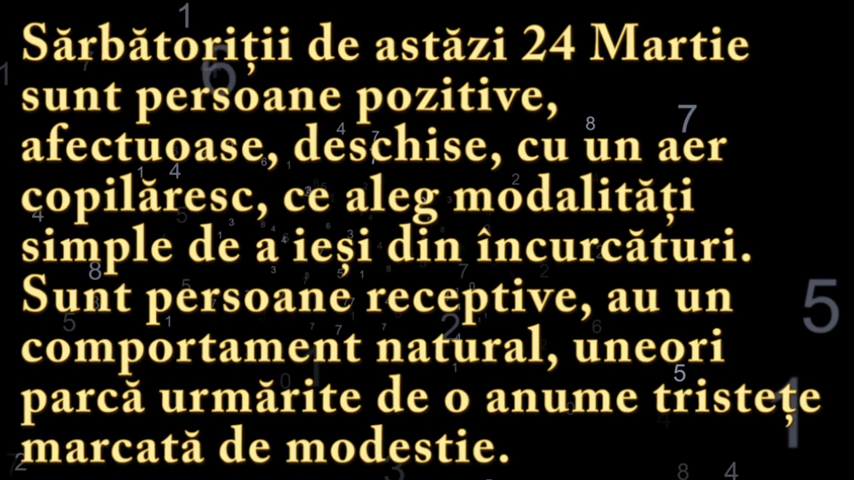 Sărbătoriții de astăzi 24 Martie
sunt persoane pozitive,
afectuoase, deschise, cu un aer
copilăresc, ce aleg modalități
simple de a ieși din încurcături.
Sunt persoane receptive, au un
comportament natural, uneori
parcă urmărite de o anume tristețe
marcată de modestie.